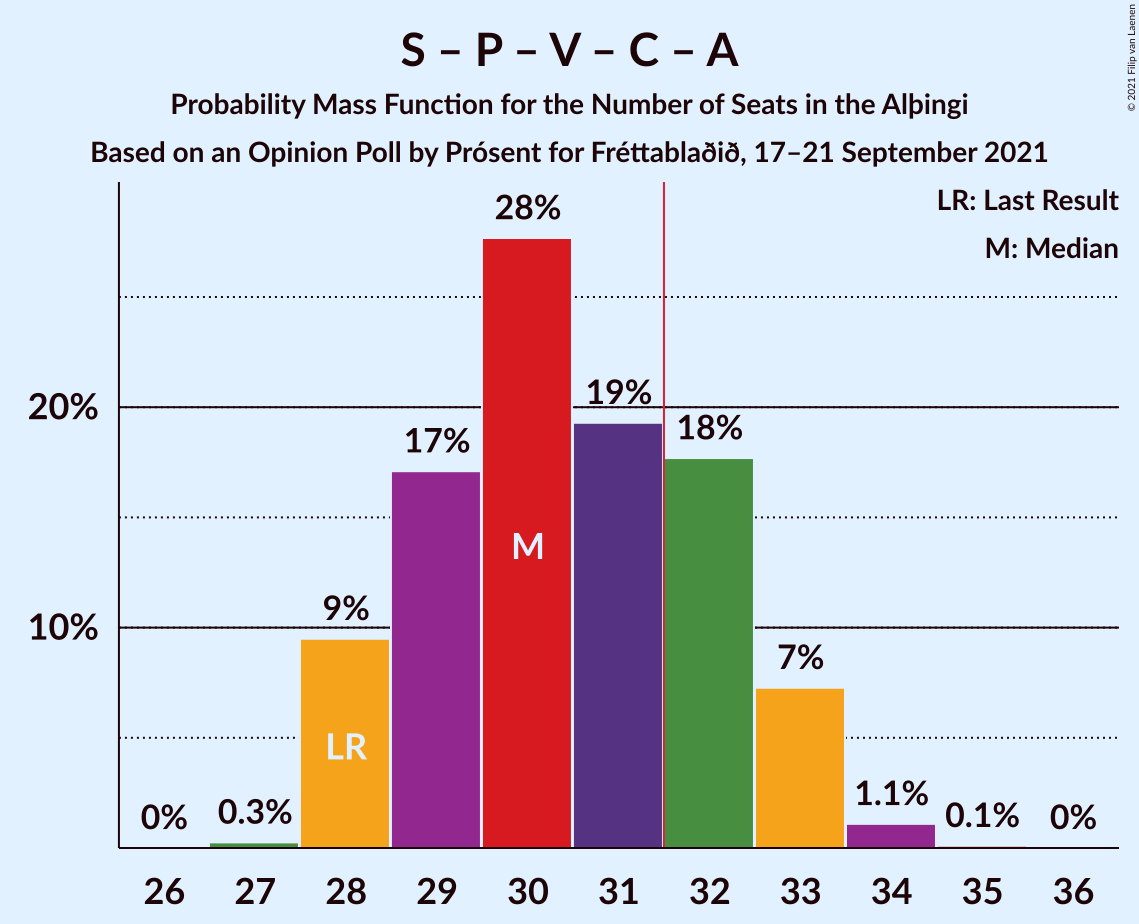 S – P – V – C – A
Probability Mass Function for the Number of Seats in the Alþingi
Based on an Opinion Poll by Prósent for Fréttablaðið, 17–21 September 2021
© 2021 Filip van Laenen
LR: Last Result
M: Median
28%
19%
20%
18%
17%
M
9%
10%
7%
LR
1.1%
0%
0.3%
0.1%
0%
26 27 28 29 30 31 32 33 34 35 36